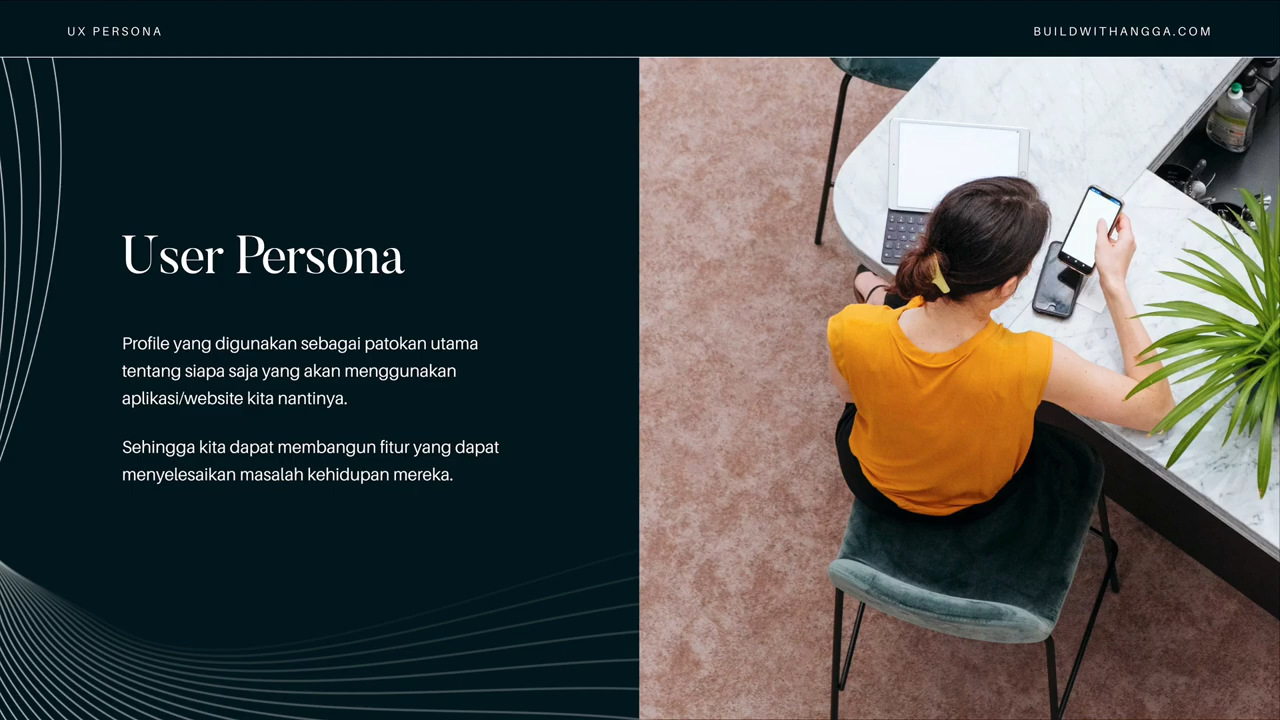 UX PERSONA
BUILDWITHANGGA.COM
User Persona
Profile yang digunakan sebagai patokan utama
tentang siapa saja yang akan menggunakan
aplikasi/website kita nantinya.
Sehingga kita dapat membangun fitur yang dapat
menyelesaikan masalah kehidupan mereka.